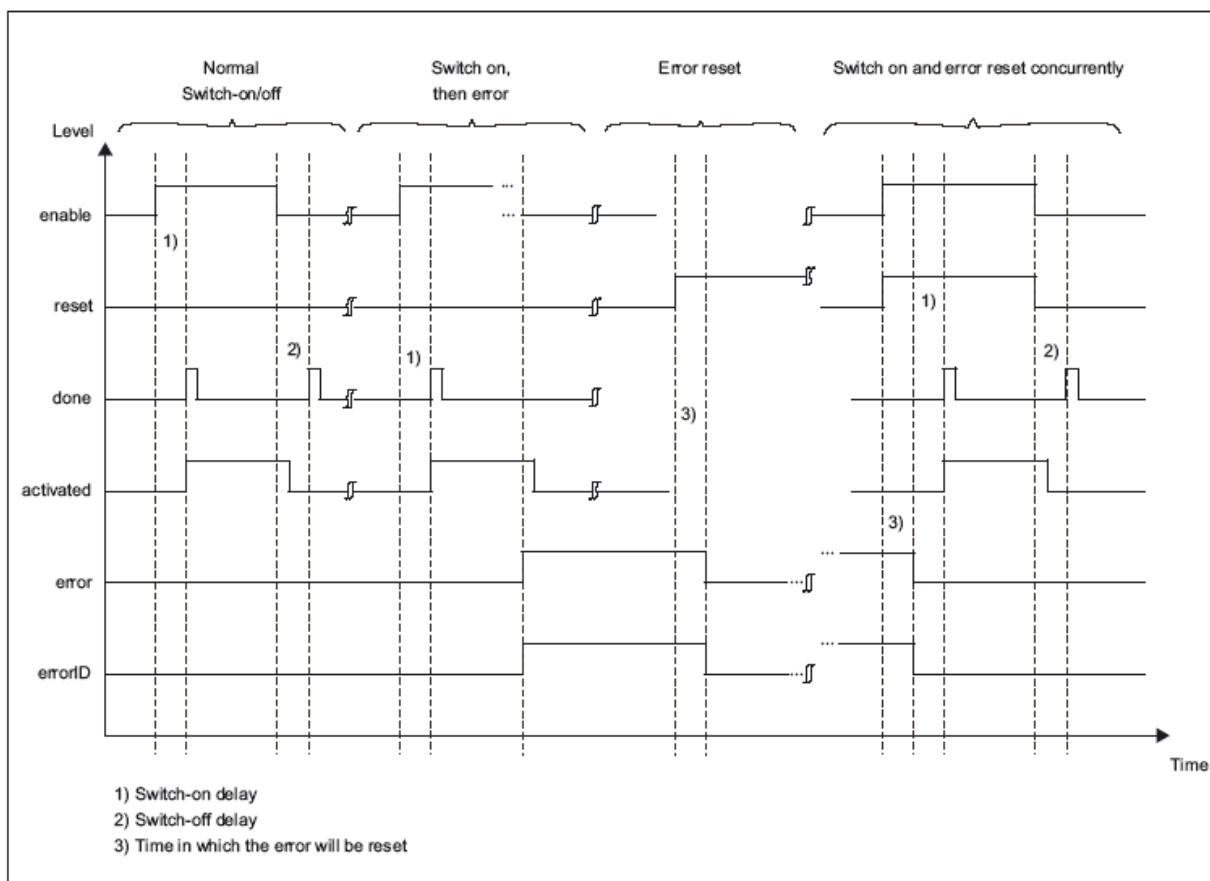 Normal
Switch-on/off
Switch on,
then error
Error reset
Switch on and error reset concurrently
Level
enable
...
...
1)
reset
1)
2)
1)
2)
done
3)
activated
3)
error
...
...
errorID
...
...
Time
1) Switch-on delay
2) Switch-off delay
3) Time in which the error will be reset